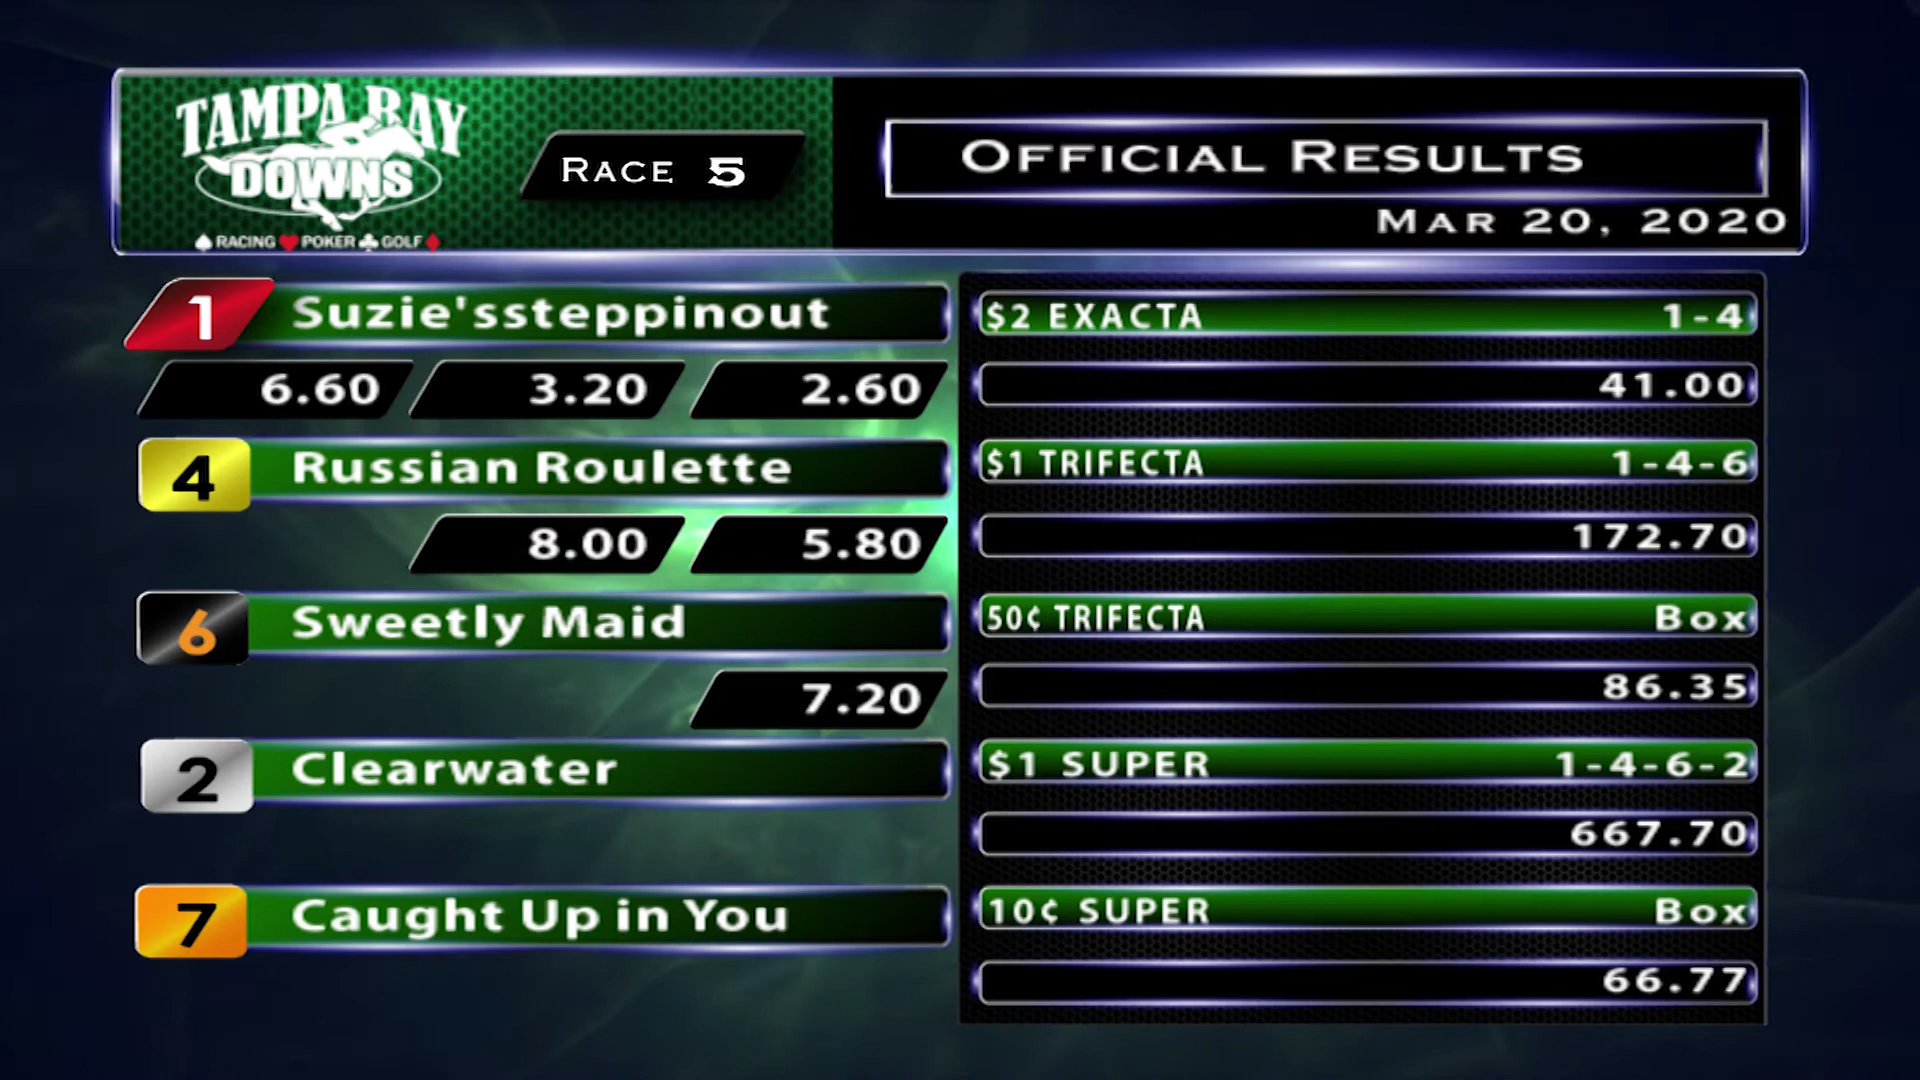 TAMPA BAY
DOWNS
RACING POKER GOLF
RACE 5
OFFICIAL RESULTS
MAR 20, 2020
1 Suzie'ssteppinout
6.60 3.20 2.60
4 Russian Roulette
8.00 5.80
6 Sweetly Maid
7.20
2 Clearwater
7 Caught Up in You
$2 EXACTA 1-4
41.00
$1 TRIFECTA 1-4-6
172.70
50¢ TRIFECTA Box
86.35
$1 SUPER 1-4-6-2
667.70
10¢ SUPER Box
66.77